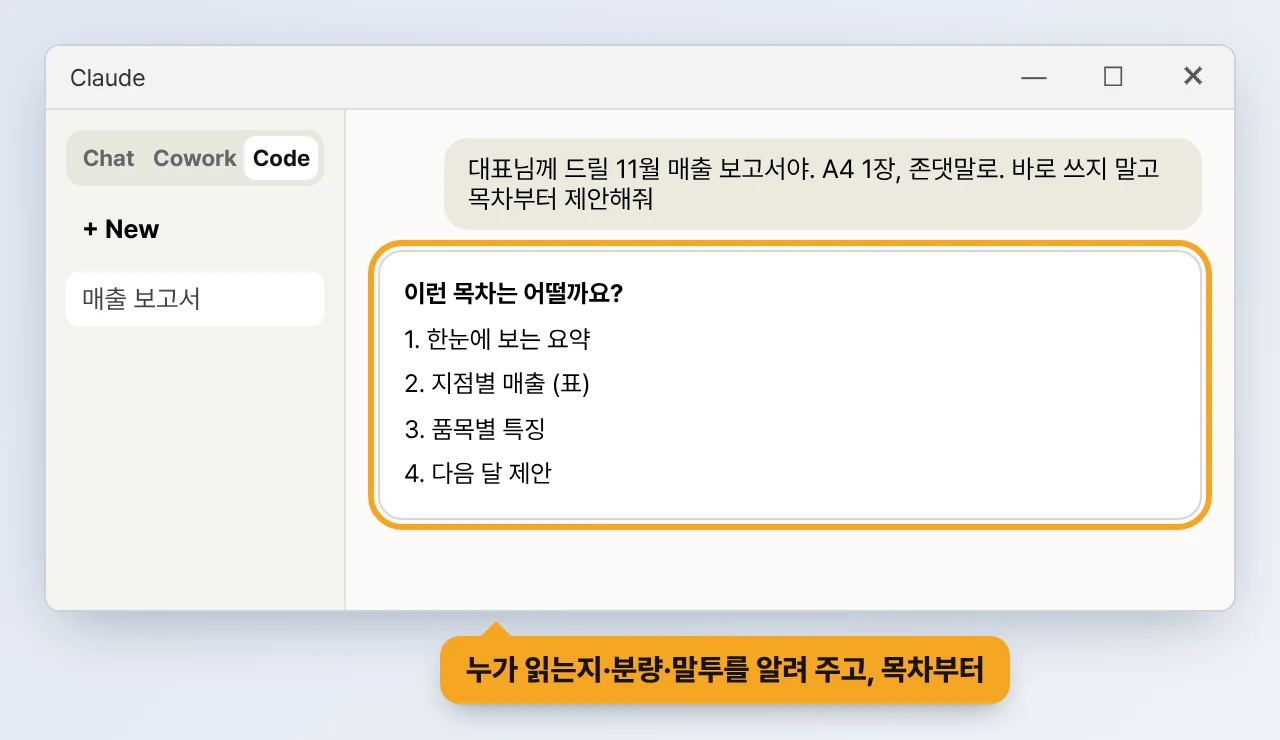 Claude
Chat Cowork Code
+ New
매출 보고서
대표님께 드릴 11월 매출 보고서야. A4 1장, 존댓말로. 바로 쓰지 말고
목차부터 제안해줘
이런 목차는 어떨까요?
1. 한눈에 보는 요약
2. 지점별 매출 (표)
3. 품목별 특징
4. 다음 달 제안
누가 읽는지·분량·말투를 알려 주고, 목차부터